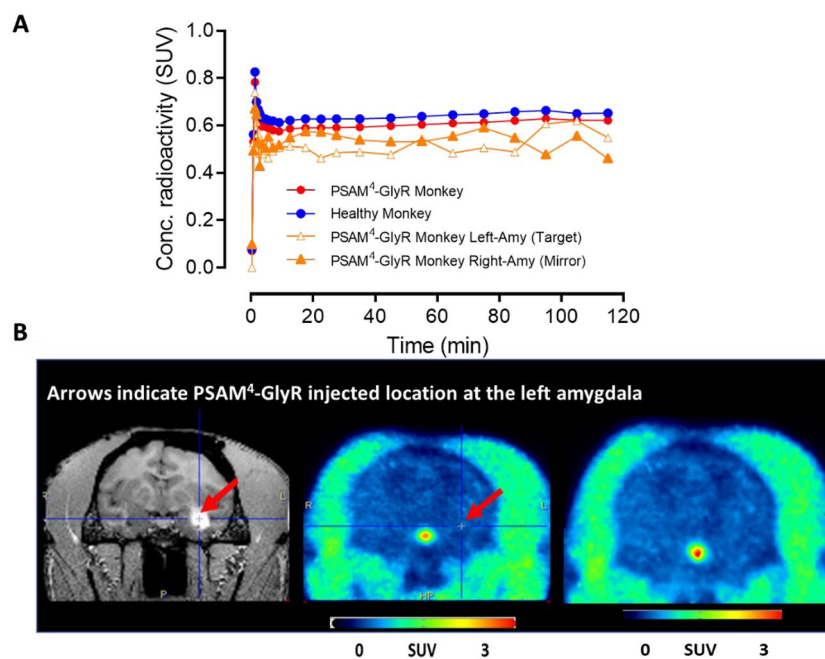 A
Conc. radioactivity (SUV)
1.0
0.8
0.6
0.4
0.2
0.0
PSAM⁴-GlyR Monkey
Healthy Monkey
PSAM⁴-GlyR Monkey Left-Amy (Target)
PSAM⁴-GlyR Monkey Right-Amy (Mirror)
0 20 40 60 80 100 120
Time (min)
B
Arrows indicate PSAM⁴-GlyR injected location at the left amygdala
L
P
R L
HP
0 SUV 3
0 SUV 3